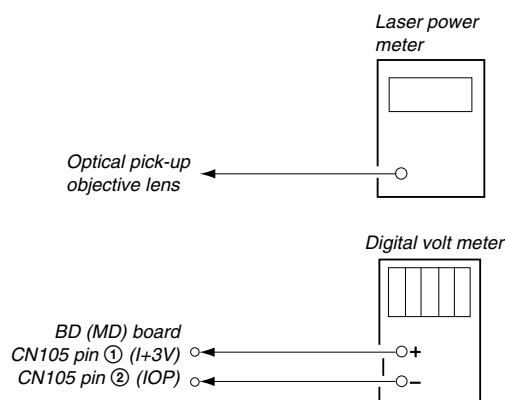 Laser power
meter
Optical pick-up
objective lens
Digital volt meter
BD (MD) board
CN105 pin ① (I+3V)
CN105 pin ② (IOP)
+
–